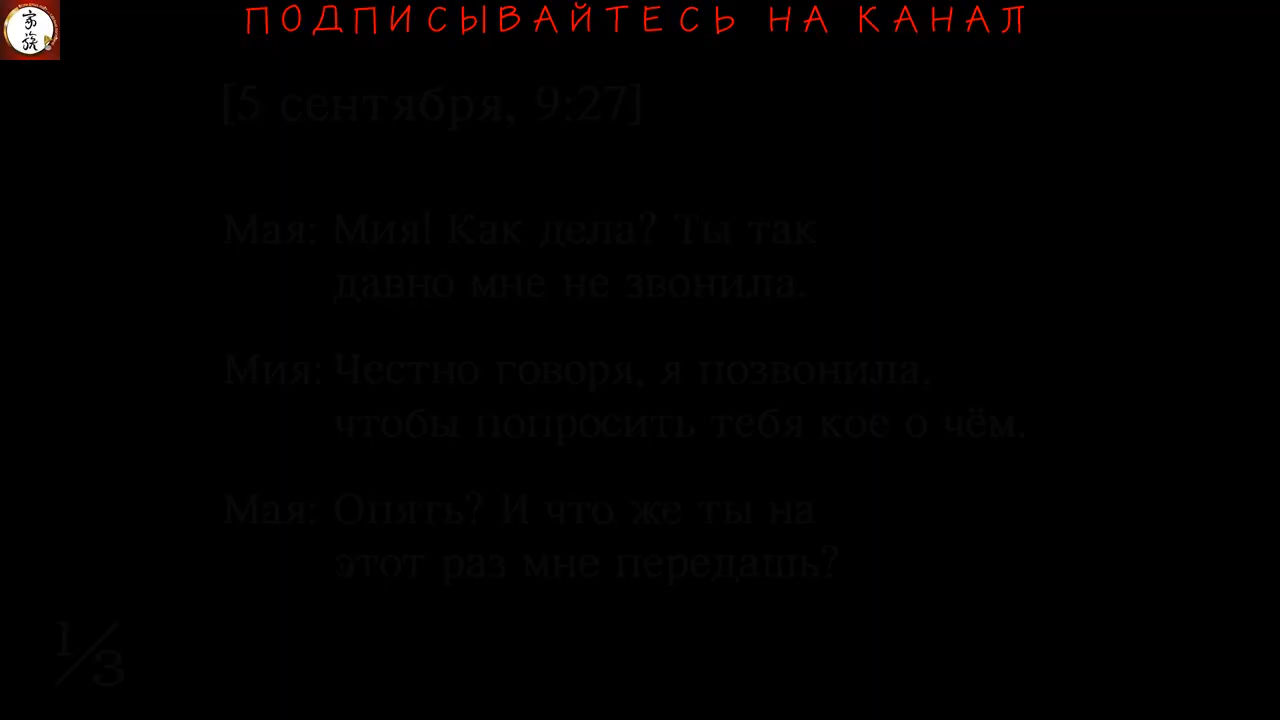 ПОДПИСЫВАЙТЕСЬ НА КАНАЛ
[5 сентября, 9:27]
Мая: Мия! Как дела? Ты так
давно мне не звонила.
Мия: Честно говоря, я позвонила,
чтобы попросить тебя кое о чём.
Мая: Опять? И что же ты на
этот раз мне передашь?
1/3